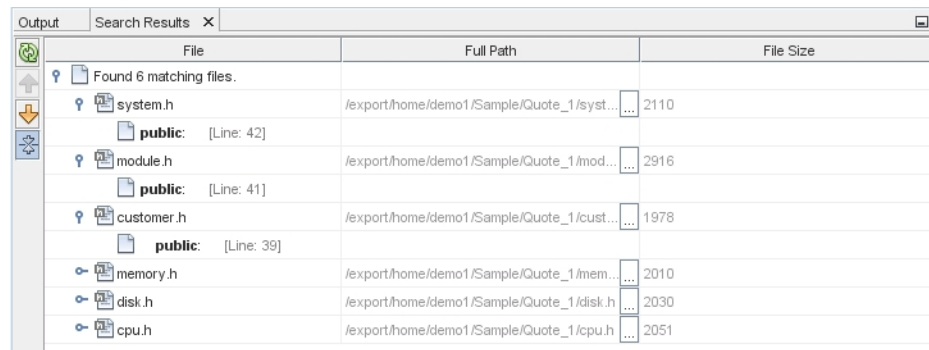 Output Search Results
File Full Path File Size
Found 6 matching files.
system.h /export/home/demo1/Sample/Quote_1/syst... ... 2110
public: [Line: 42]
module.h /export/home/demo1/Sample/Quote_1/mod... ... 2916
public: [Line: 41]
customer.h /export/home/demo1/Sample/Quote_1/cust... ... 1978
public: [Line: 39]
memory.h /export/home/demo1/Sample/Quote_1/mem... ... 2010
disk.h /export/home/demo1/Sample/Quote_1/disk.h ... 2030
cpu.h /export/home/demo1/Sample/Quote_1/cpu.h ... 2051